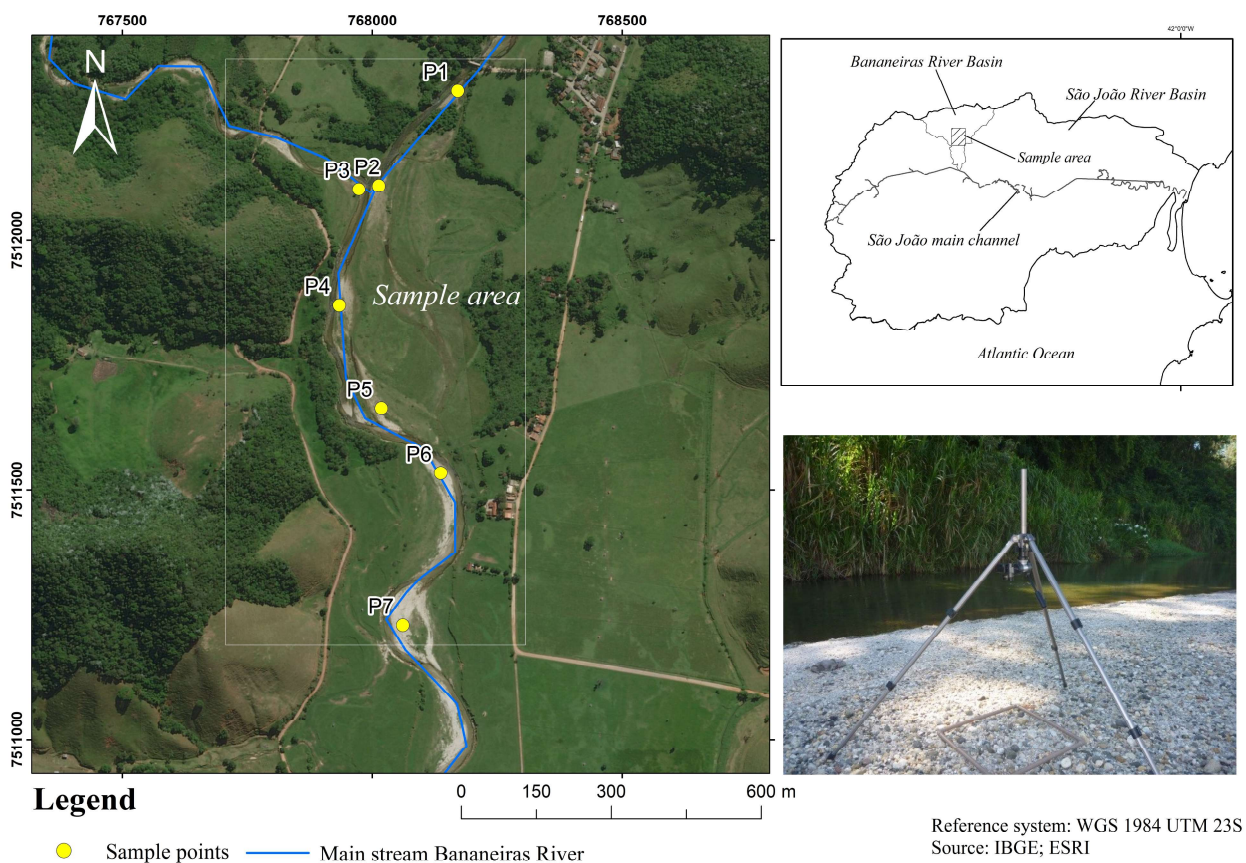 767500
768000
768500
N
P1
P3
P2
P4
Sample area
P5
P6
P7
7512000
7511500
7511000
42°0'0"W
Bananeiras River Basin
São João River Basin
Sample area
São João main channel
Atlantic Ocean
Legend
0 150 300 600 m
Sample points
Main stream Bananeiras River
Reference system: WGS 1984 UTM 23S
Source: IBGE; ESRI